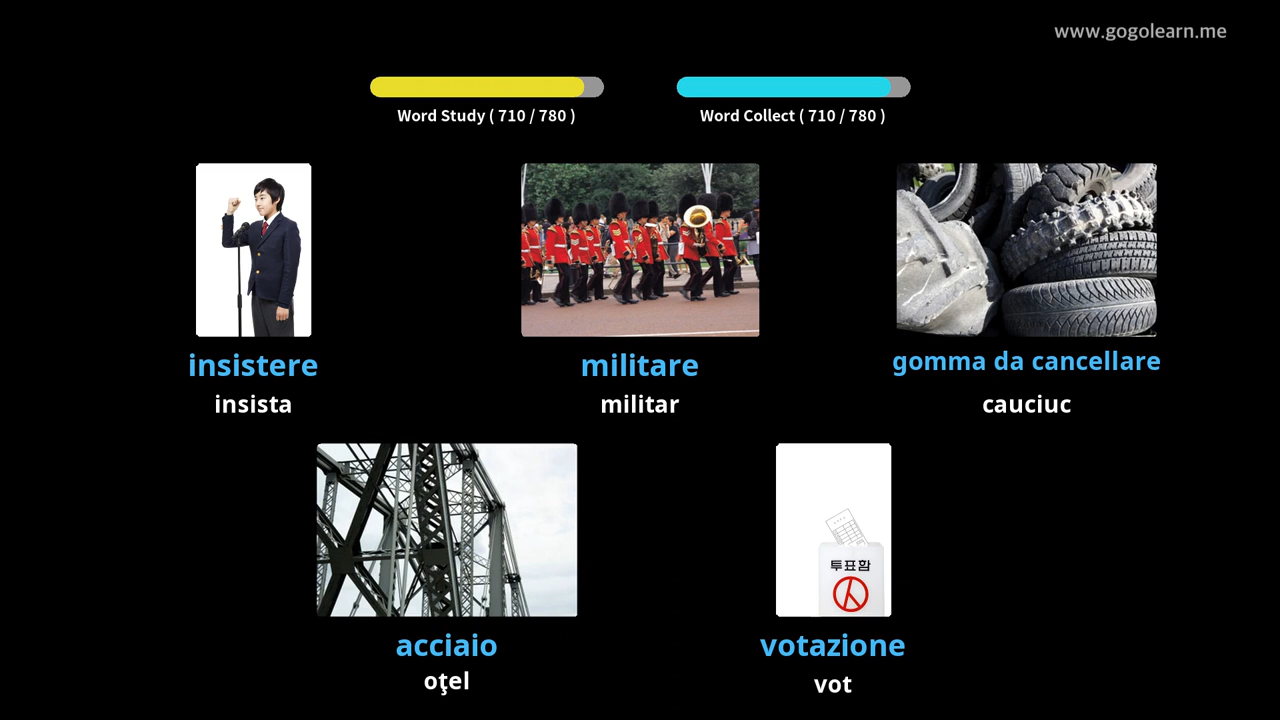 www.gogolearn.me
Word Study ( 710 / 780 )
Word Collect ( 710 / 780 )
insistere
militare
gomma da cancellare
insista
militar
cauciuc
투표함
acciaio
votazione
oţel
vot